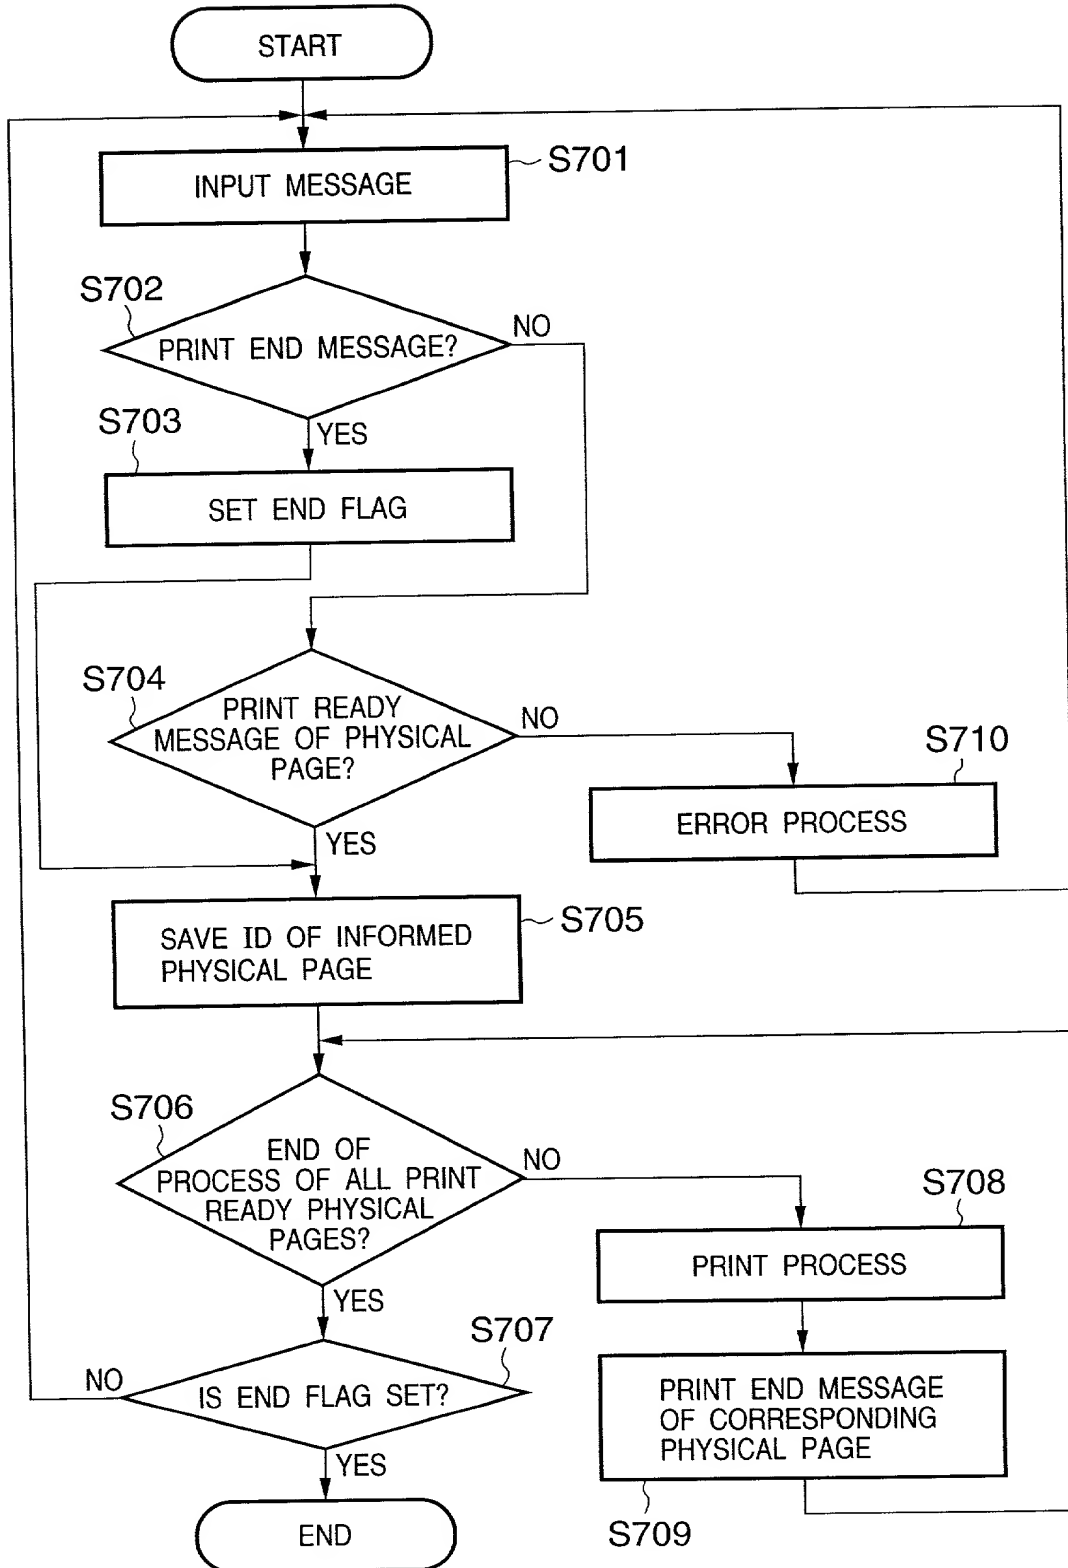 START
S701
INPUT MESSAGE
S702
PRINT END MESSAGE?
NO
YES
S703
SET END FLAG
S704
PRINT READY
MESSAGE OF PHYSICAL
PAGE?
NO
YES
S710
ERROR PROCESS
S705
SAVE ID OF INFORMED
PHYSICAL PAGE
S706
END OF
PROCESS OF ALL PRINT
READY PHYSICAL
PAGES?
NO
YES
S708
PRINT PROCESS
S707
IS END FLAG SET?
NO
YES
PRINT END MESSAGE
OF CORRESPONDING
PHYSICAL PAGE
S709
END